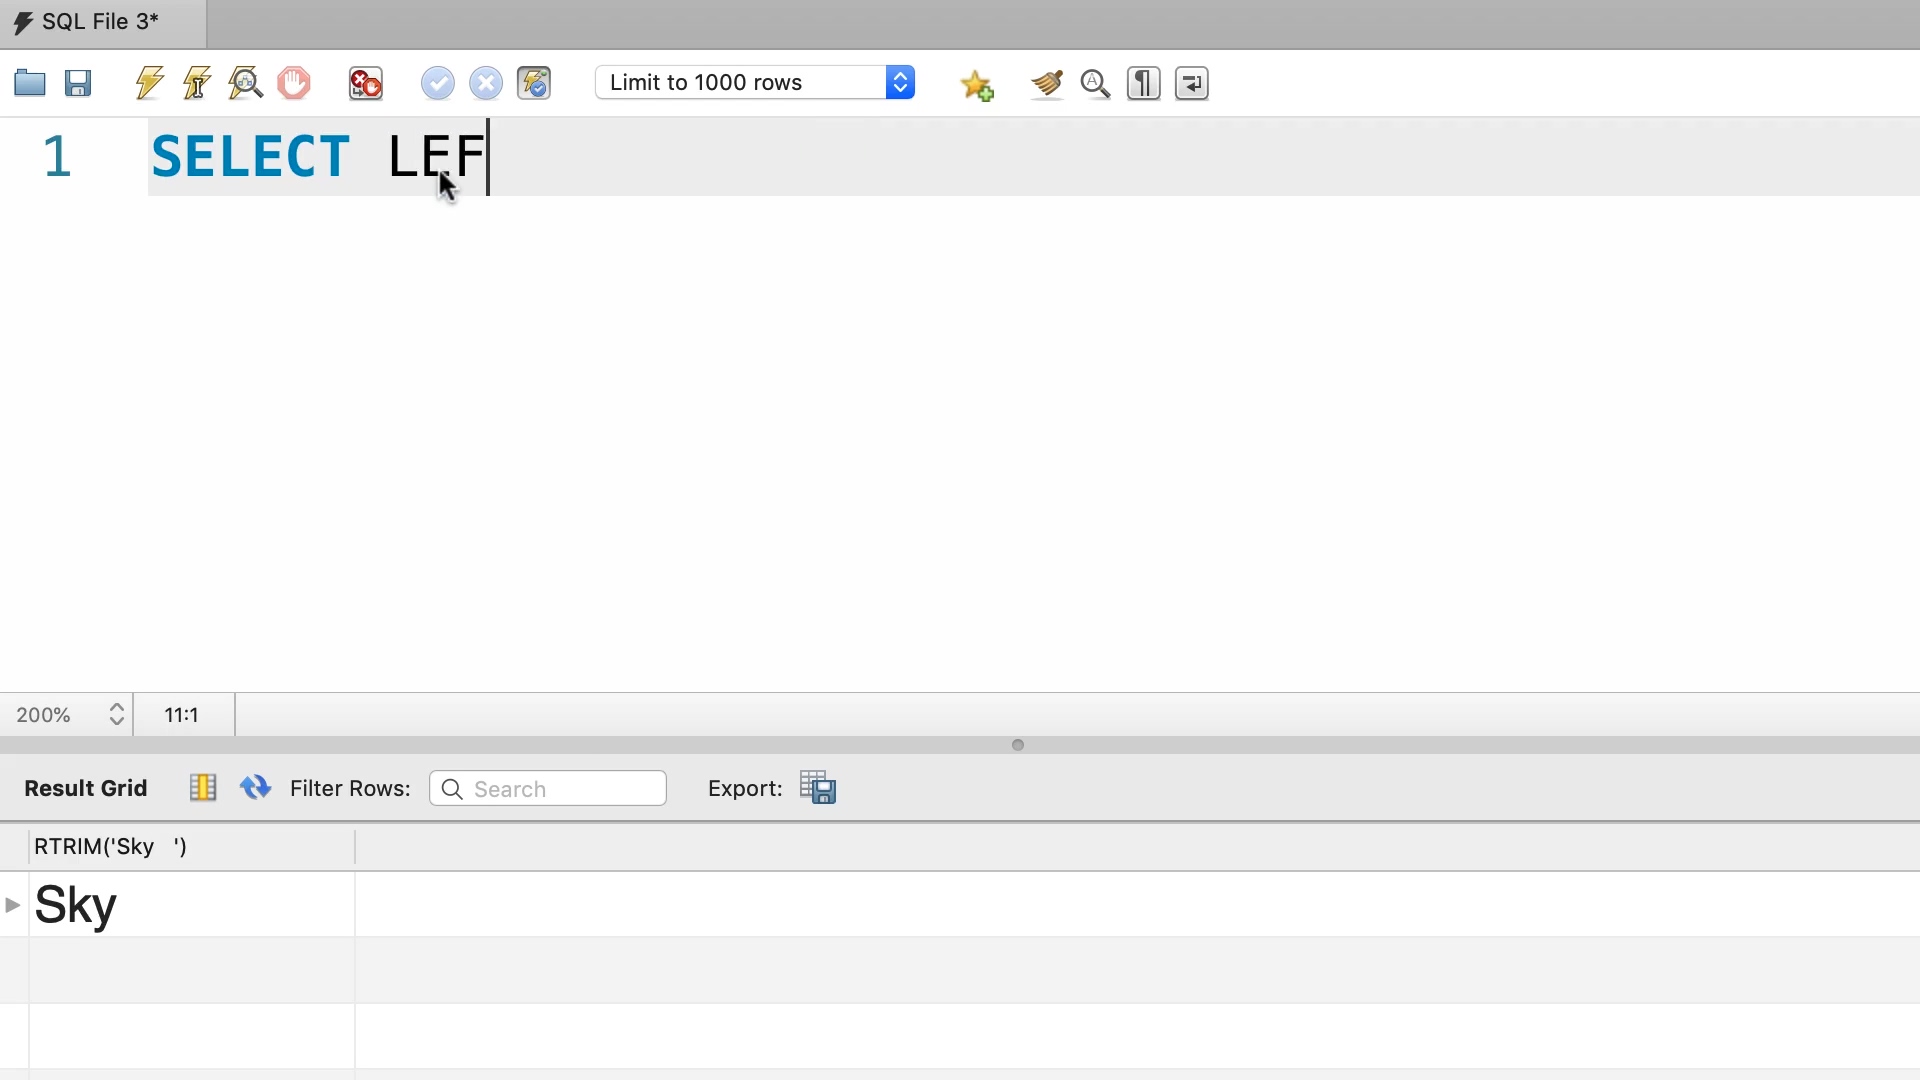 SQL File 3*
Limit to 1000 rows
1 SELECT LEF
200% 11:1
Result Grid Filter Rows: Search Export:
RTRIM('Sky   ')
Sky